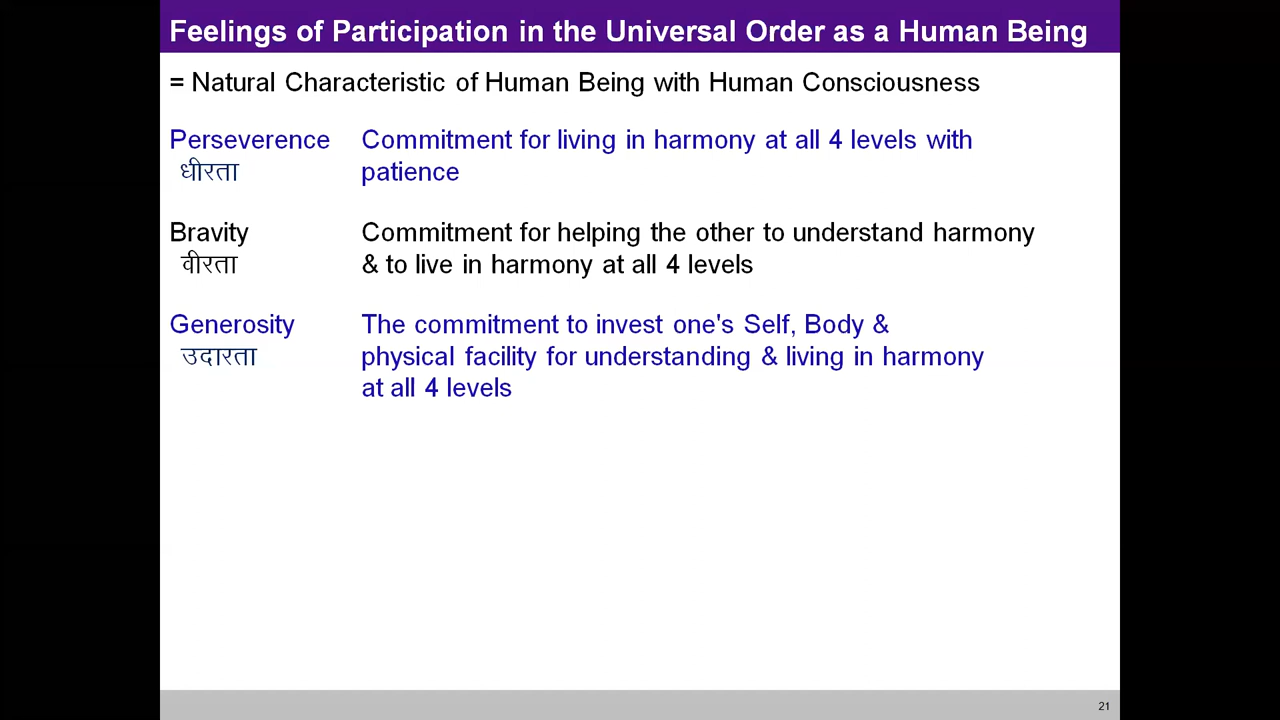 Feelings of Participation in the Universal Order as a Human Being
= Natural Characteristic of Human Being with Human Consciousness
Perseverence Commitment for living in harmony at all 4 levels with
धीरता patience
Bravity Commitment for helping the other to understand harmony
वीरता & to live in harmony at all 4 levels
Generosity The commitment to invest one's Self, Body &
उदारता physical facility for understanding & living in harmony
at all 4 levels
21